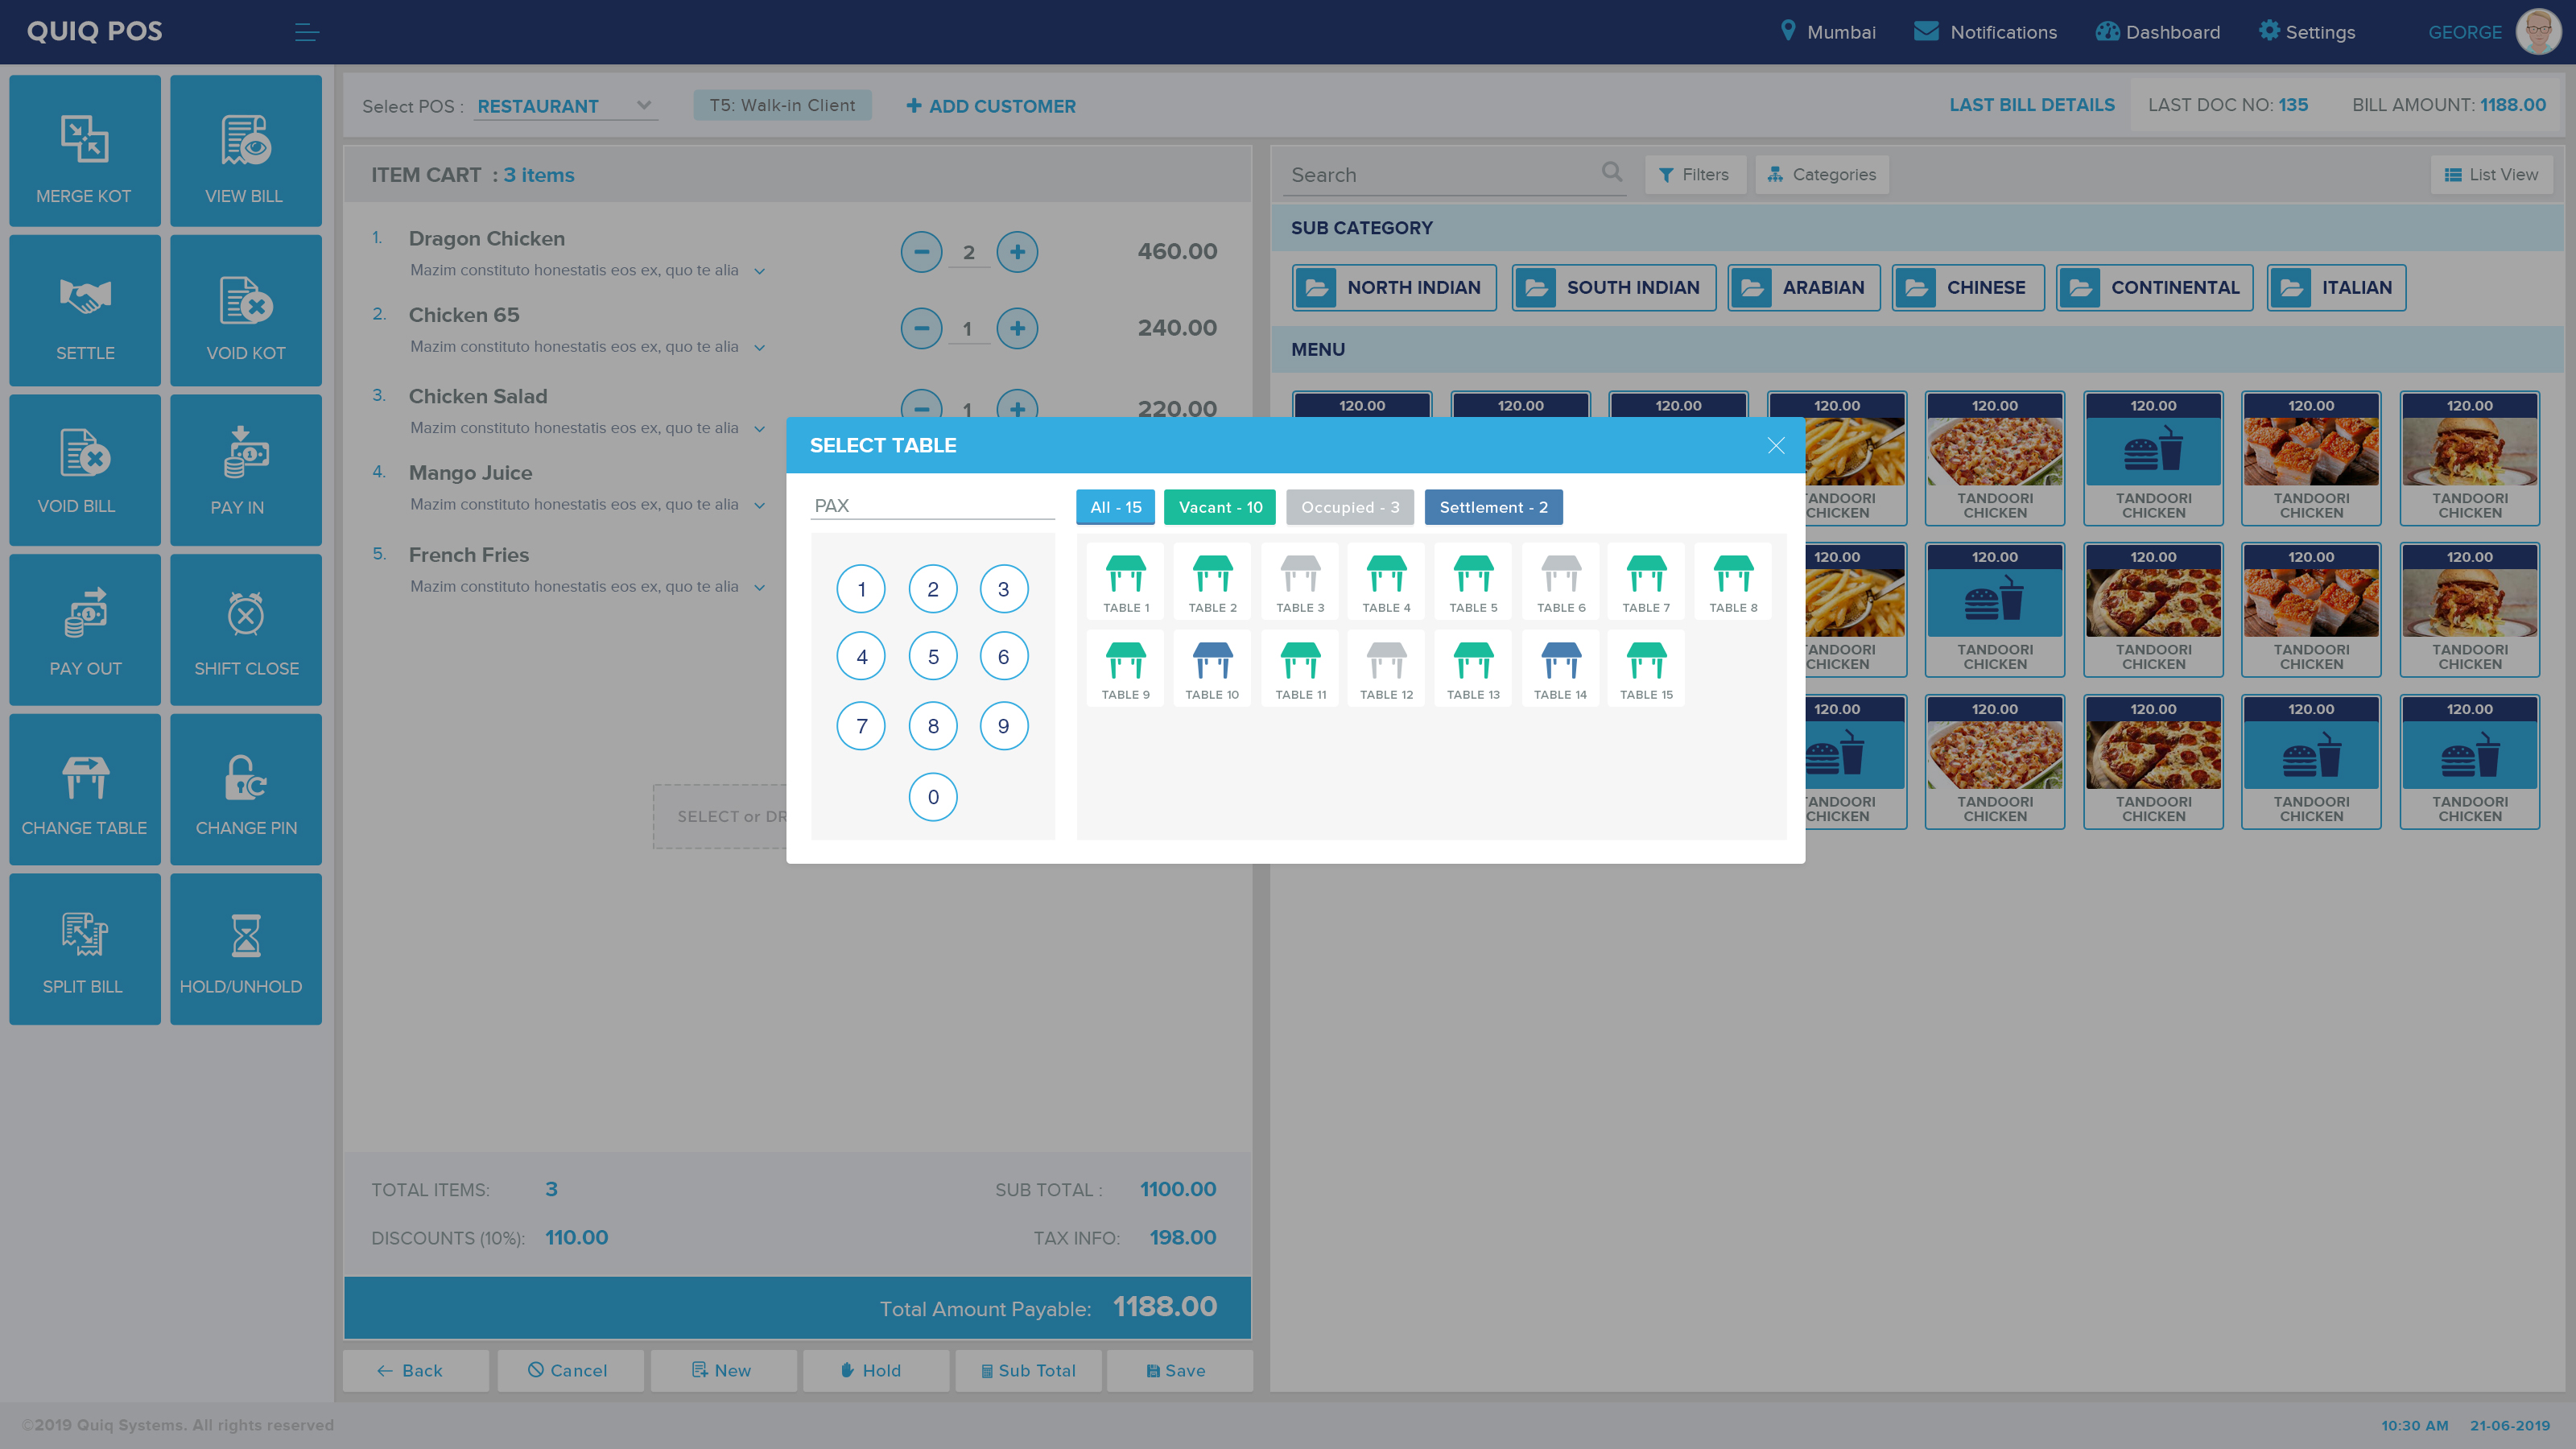 QUIQ POS
Mumbai
Notifications
Dashboard
Settings
GEORGE
MERGE KOT
VIEW BILL
SETTLE
VOID KOT
VOID BILL
PAY IN
PAY OUT
SHIFT CLOSE
CHANGE TABLE
CHANGE PIN
SPLIT BILL
HOLD/UNHOLD
Select POS : RESTAURANT
T5: Walk-in Client
ADD CUSTOMER
LAST BILL DETAILS
LAST DOC NO: 135
BILL AMOUNT: 1188.00
ITEM CART : 3 items
1. Dragon Chicken 2 460.00
Mazim constituto honestatis eos ex, quo te alia
2. Chicken 65 1 240.00
Mazim constituto honestatis eos ex, quo te alia
3. Chicken Salad 1 220.00
Mazim constituto honestatis eos ex, quo te alia
4. Mango Juice
Mazim constituto honestatis eos ex, quo te alia
5. French Fries
Mazim constituto honestatis eos ex, quo te alia
SELECT or DR
TOTAL ITEMS: 3
SUB TOTAL : 1100.00
DISCOUNTS (10%): 110.00
TAX INFO: 198.00
Total Amount Payable: 1188.00
Back
Cancel
New
Hold
Sub Total
Save
Search
Filters
Categories
List View
SUB CATEGORY
NORTH INDIAN
SOUTH INDIAN
ARABIAN
CHINESE
CONTINENTAL
ITALIAN
MENU
120.00 120.00 120.00 120.00 120.00 120.00 120.00 120.00
TANDOORI TANDOORI TANDOORI TANDOORI TANDOORI
CHICKEN CHICKEN CHICKEN CHICKEN CHICKEN
120.00 120.00 120.00 120.00 120.00
TANDOORI TANDOORI TANDOORI TANDOORI TANDOORI
CHICKEN CHICKEN CHICKEN CHICKEN CHICKEN
120.00 120.00 120.00 120.00 120.00
TANDOORI TANDOORI TANDOORI TANDOORI TANDOORI
CHICKEN CHICKEN CHICKEN CHICKEN CHICKEN
SELECT TABLE
PAX
1 2 3
4 5 6
7 8 9
0
All - 15
Vacant - 10
Occupied - 3
Settlement - 2
TABLE 1 TABLE 2 TABLE 3 TABLE 4 TABLE 5 TABLE 6 TABLE 7 TABLE 8
TABLE 9 TABLE 10 TABLE 11 TABLE 12 TABLE 13 TABLE 14 TABLE 15
©2019 Quiq Systems. All rights reserved
10:30 AM 21-06-2019